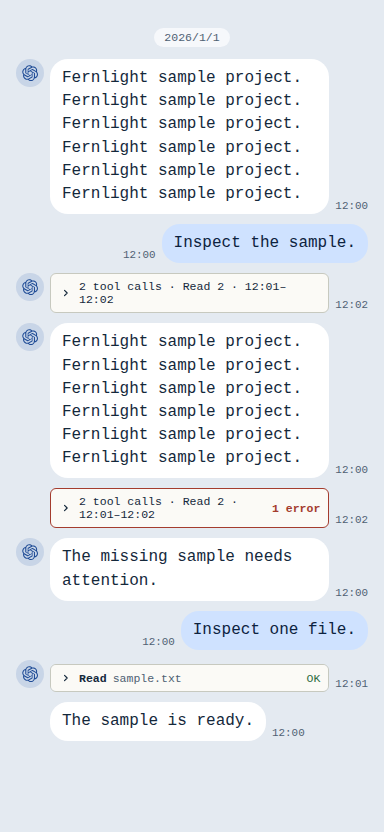 2026/1/1
Fernlight sample project.
Fernlight sample project.
Fernlight sample project.
Fernlight sample project.
Fernlight sample project.
Fernlight sample project.
12:00
Inspect the sample.
12:00
2 tool calls · Read 2 · 12:01–
12:02
12:02
Fernlight sample project.
Fernlight sample project.
Fernlight sample project.
Fernlight sample project.
Fernlight sample project.
Fernlight sample project.
12:00
2 tool calls · Read 2 ·
12:01–12:02
1 error
12:02
The missing sample needs
attention.
12:00
Inspect one file.
12:00
Read sample.txt OK
12:01
The sample is ready.
12:00